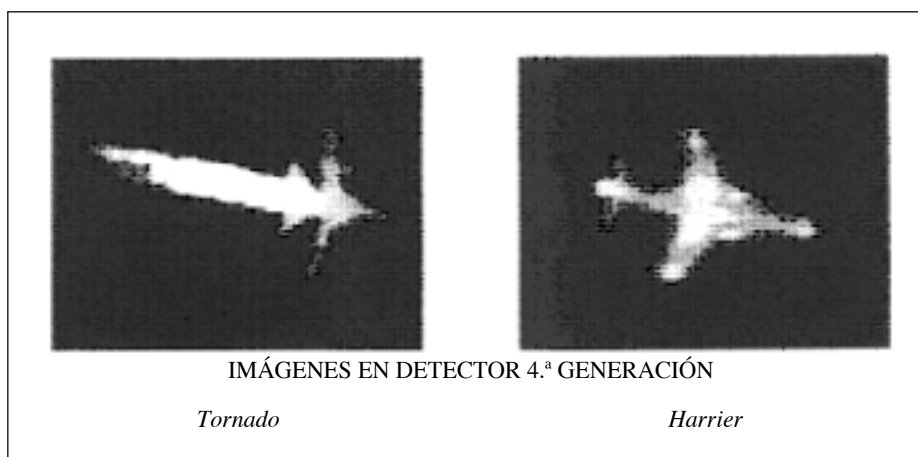 IMÁGENES EN DETECTOR 4.ª GENERACIÓN
Tornado Harrier